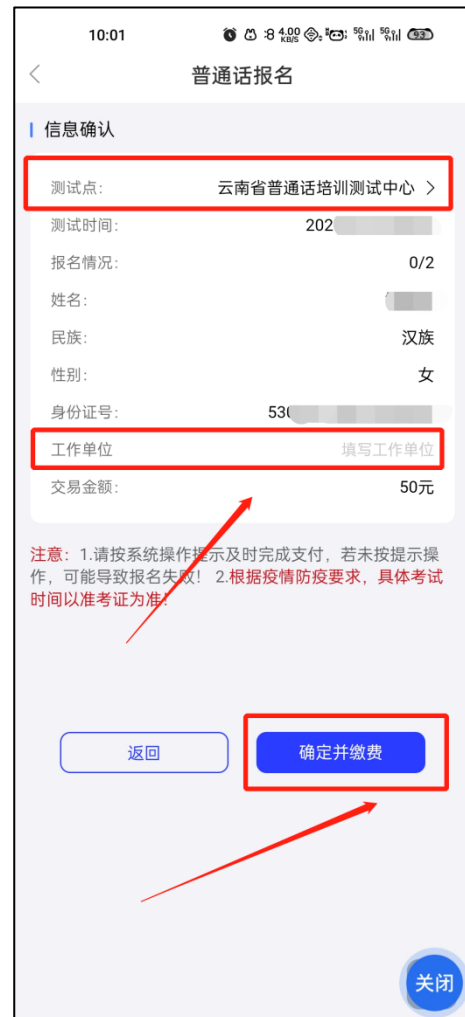 10:01
4.00 KB/S 5G 5G 93
普通话报名
信息确认
测试点： 云南省普通话培训测试中心
测试时间： 202
报名情况： 0/2
姓名：
民族： 汉族
性别： 女
身份证号： 530
工作单位 填写工作单位
交易金额： 50元
注意：1.请按系统操作提示及时完成支付，若未按提示操
作，可能导致报名失败！2.根据疫情防疫要求，具体考试
时间以准考证为准！
返回 确定并缴费
关闭